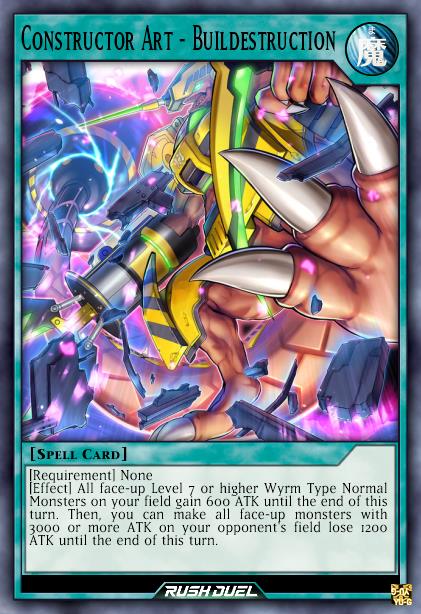 Constructor Art - Buildestruction
ま
魔
[Spell Card]
[Requirement] None
[Effect] All face-up Level 7 or higher Wyrm Type Normal
Monsters on your field gain 600 ATK until the end of this
turn. Then, you can make all face-up monsters with
3000 or more ATK on your opponent's field lose 1200
ATK until the end of this turn.
RUSH DUEL